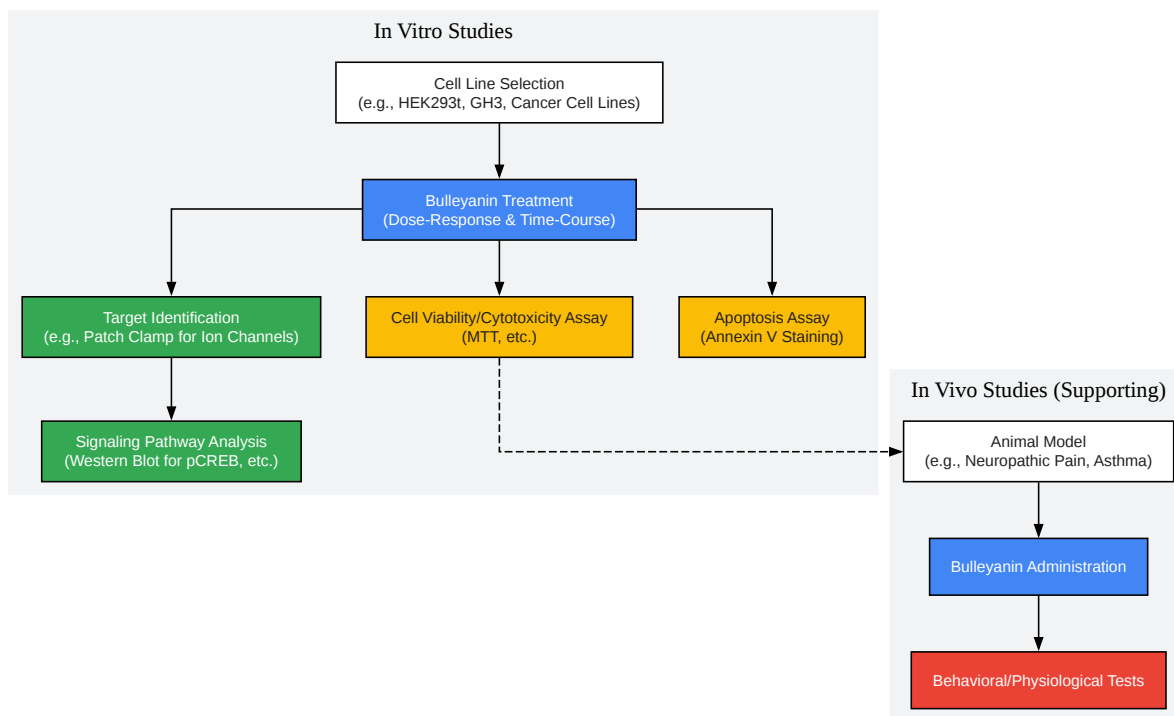 In Vitro Studies
Cell Line Selection
(e.g., HEK293t, GH3, Cancer Cell Lines)
Bulleyanin Treatment
(Dose-Response & Time-Course)
Target Identification
(e.g., Patch Clamp for Ion Channels)
Cell Viability/Cytotoxicity Assay
(MTT, etc.)
Apoptosis Assay
(Annexin V Staining)
Signaling Pathway Analysis
(Western Blot for pCREB, etc.)
In Vivo Studies (Supporting)
Animal Model
(e.g., Neuropathic Pain, Asthma)
Bulleyanin Administration
Behavioral/Physiological Tests